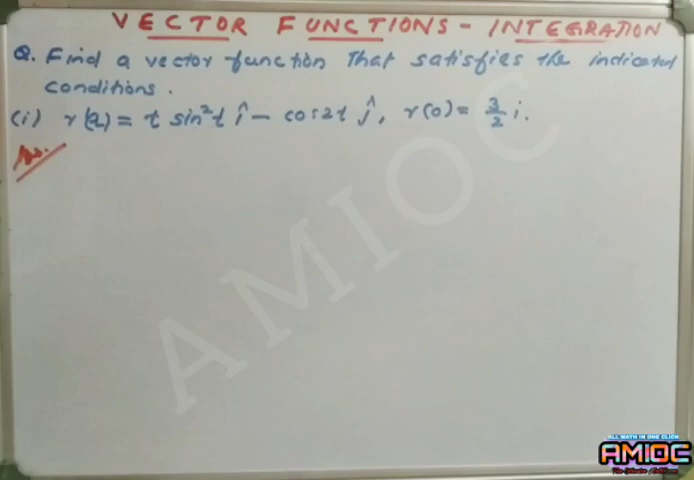 VECTOR FUNCTIONS - INTEGRATION
Q. Find a vector function that satisfies the indicated
conditions.
(i) r'(t) = t sin²t î - cos2t ĵ, r(0) = 3/2 i.
Ans.
AMIOC
ALL MATH IN ONE CLICK
AMIOC